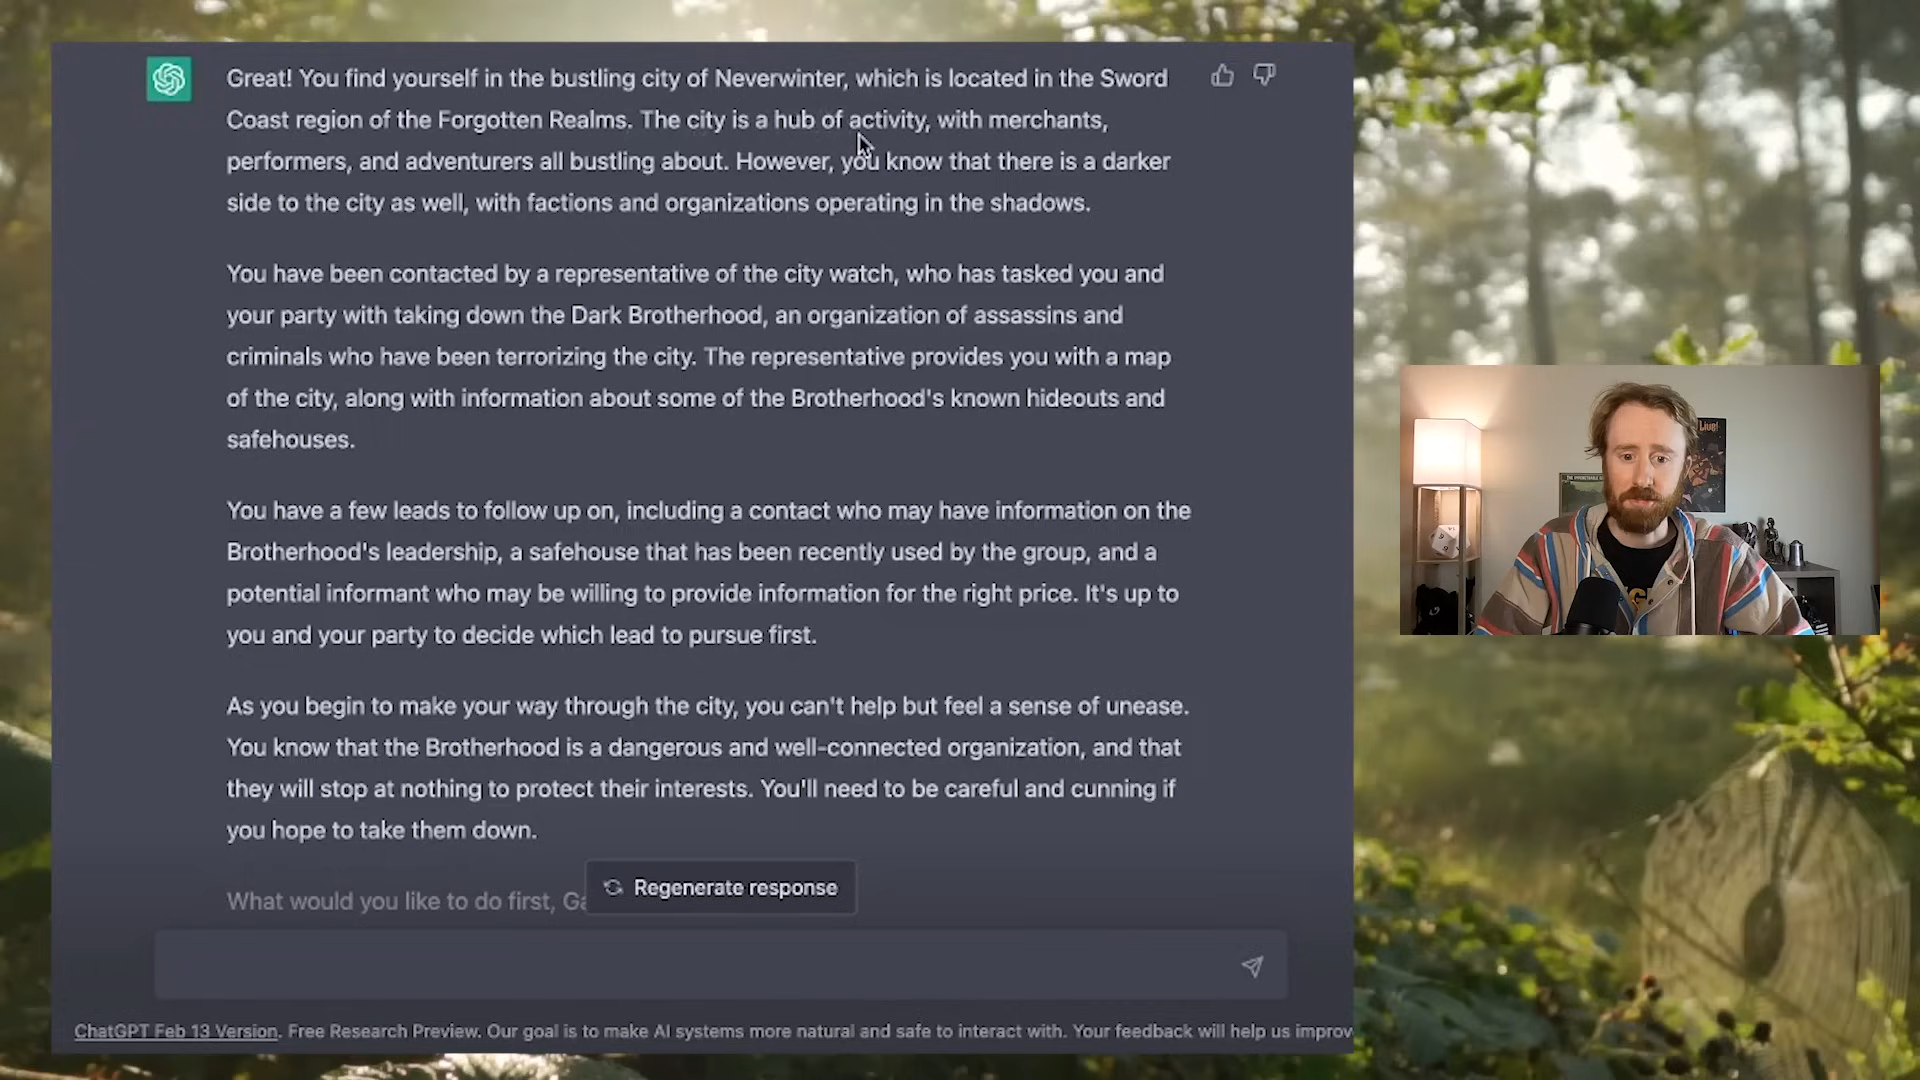 Great! You find yourself in the bustling city of Neverwinter, which is located in the Sword
Coast region of the Forgotten Realms. The city is a hub of activity, with merchants,
performers, and adventurers all bustling about. However, you know that there is a darker
side to the city as well, with factions and organizations operating in the shadows.
You have been contacted by a representative of the city watch, who has tasked you and
your party with taking down the Dark Brotherhood, an organization of assassins and
criminals who have been terrorizing the city. The representative provides you with a map
of the city, along with information about some of the Brotherhood's known hideouts and
safehouses.
You have a few leads to follow up on, including a contact who may have information on the
Brotherhood's leadership, a safehouse that has been recently used by the group, and a
potential informant who may be willing to provide information for the right price. It's up to
you and your party to decide which lead to pursue first.
As you begin to make your way through the city, you can't help but feel a sense of unease.
You know that the Brotherhood is a dangerous and well-connected organization, and that
they will stop at nothing to protect their interests. You'll need to be careful and cunning if
you hope to take them down.
What would you like to do first, Ga
Regenerate response
ChatGPT Feb 13 Version. Free Research Preview. Our goal is to make AI systems more natural and safe to interact with. Your feedback will help us improv
Live!